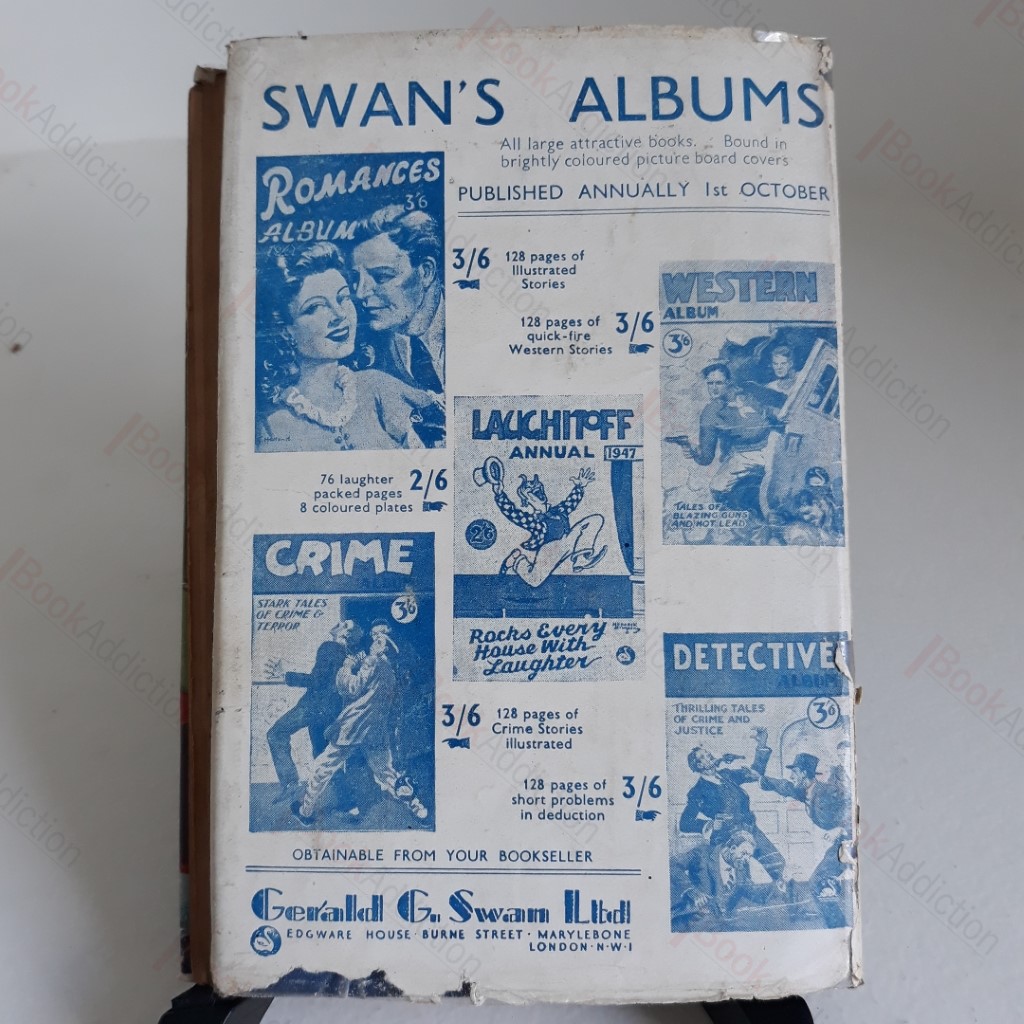 SWAN'S ALBUMS
All large attractive books. Bound in
brightly coloured picture board covers
PUBLISHED ANNUALLY 1st OCTOBER
ROMANCES
3/6
ALBUM
3/6 128 pages of
Illustrated
Stories
WESTERN
ALBUM
3/6
TALES OF
BLAZING GUNS
AND HOT LEAD
128 pages of 3/6
quick-fire
Western Stories
LAUGHITOFF
ANNUAL 1947
2/6
Rocks Every
House With
Laughter
76 laughter 2/6
packed pages
8 coloured plates
CRIME
ALBUM
STARK TALES
OF CRIME &
TERROR
3/6
3/6 128 pages of
Crime Stories
illustrated
DETECTIVE
ALBUM
THRILLING TALES
OF CRIME AND
JUSTICE
3/6
128 pages of 3/6
short problems
in deduction
OBTAINABLE FROM YOUR BOOKSELLER
Gerald G. Swan Ltd
EDGWARE HOUSE · BURNE STREET · MARYLEBONE
LONDON · N·W·1
BookAddiction